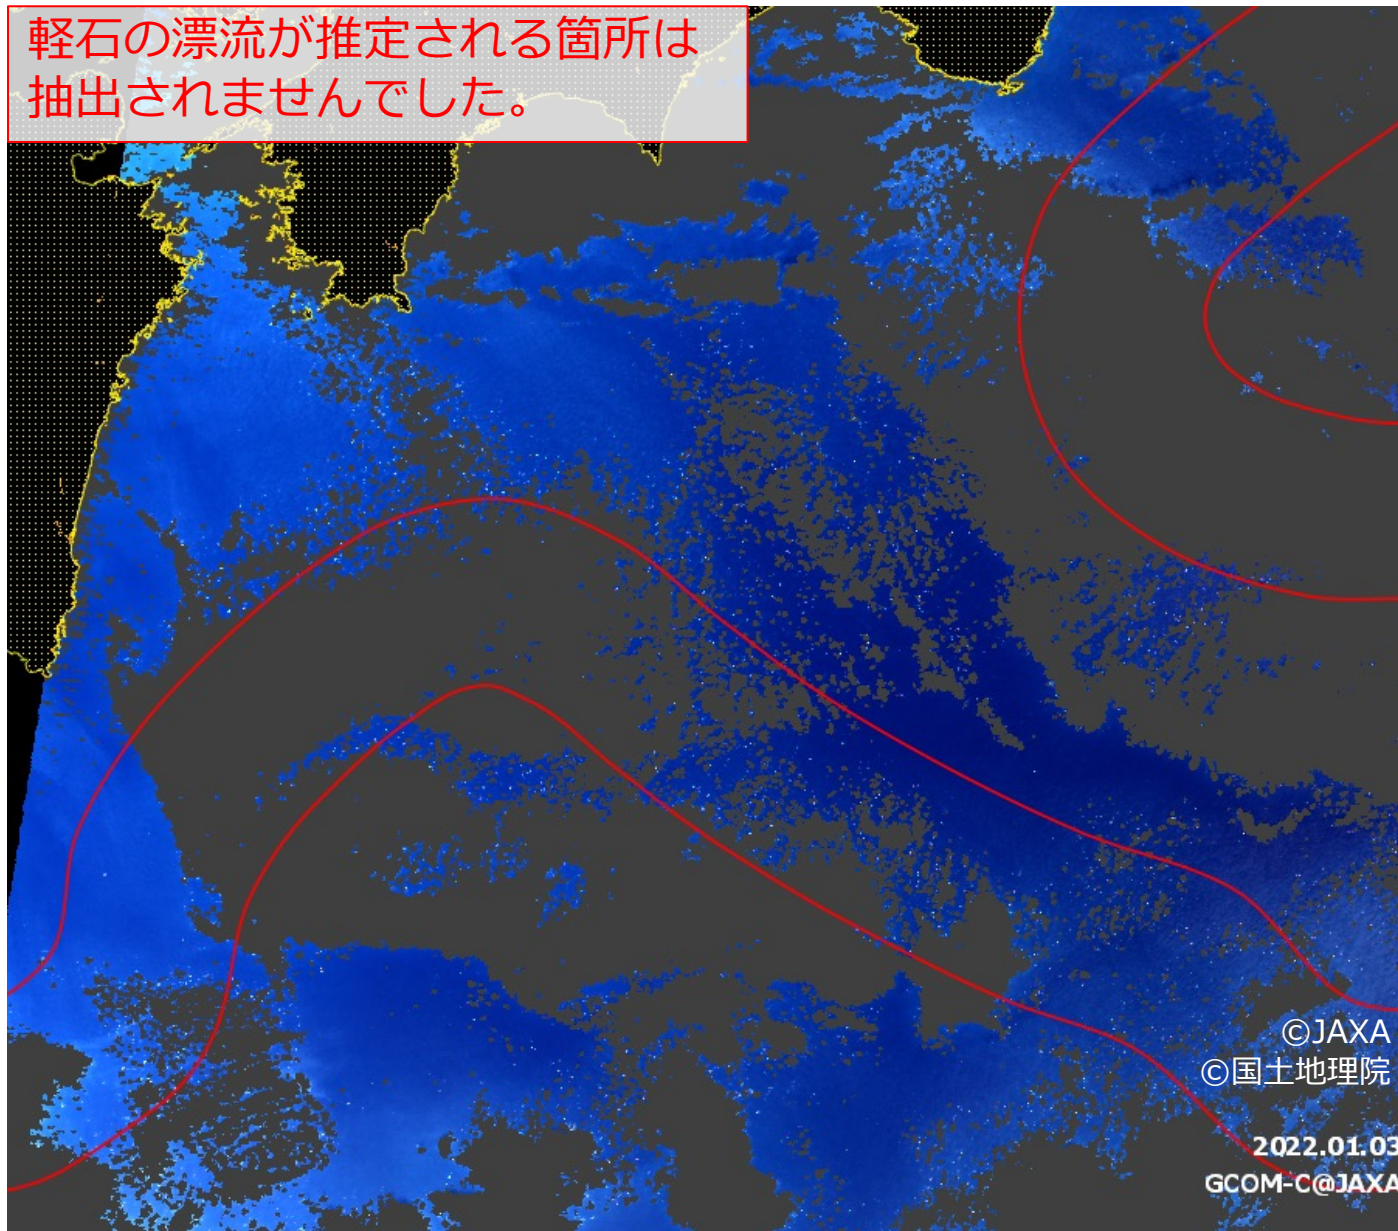 軽石の漂流が推定される箇所は
抽出されませんでした。
©JAXA
©国土地理院
2022.01.03
GCOM-C@JAXA